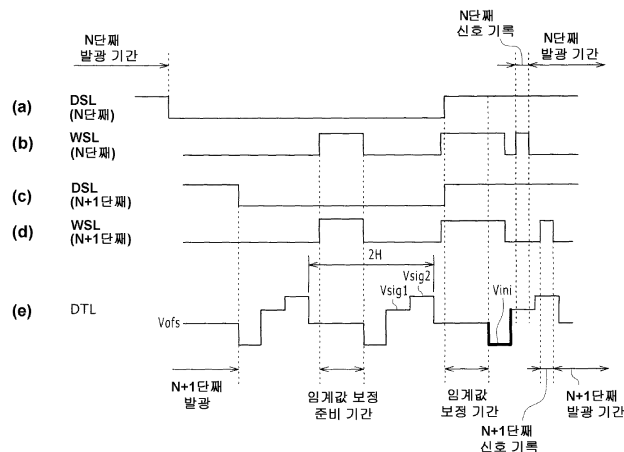 N단째
발광 기간
N단째
신호 기록
N단째
발광 기간
(a)
DSL
(N단째)
(b)
WSL
(N단째)
(c)
DSL
(N+1단째)
(d)
WSL
(N+1단째)
2H
Vsig1
Vsig2
Vini
(e)
DTL
Vofs
N+1단째
발광
임계값 보정
준비 기간
임계값
보정 기간
N+1단째
신호 기록
N+1단째
발광 기간